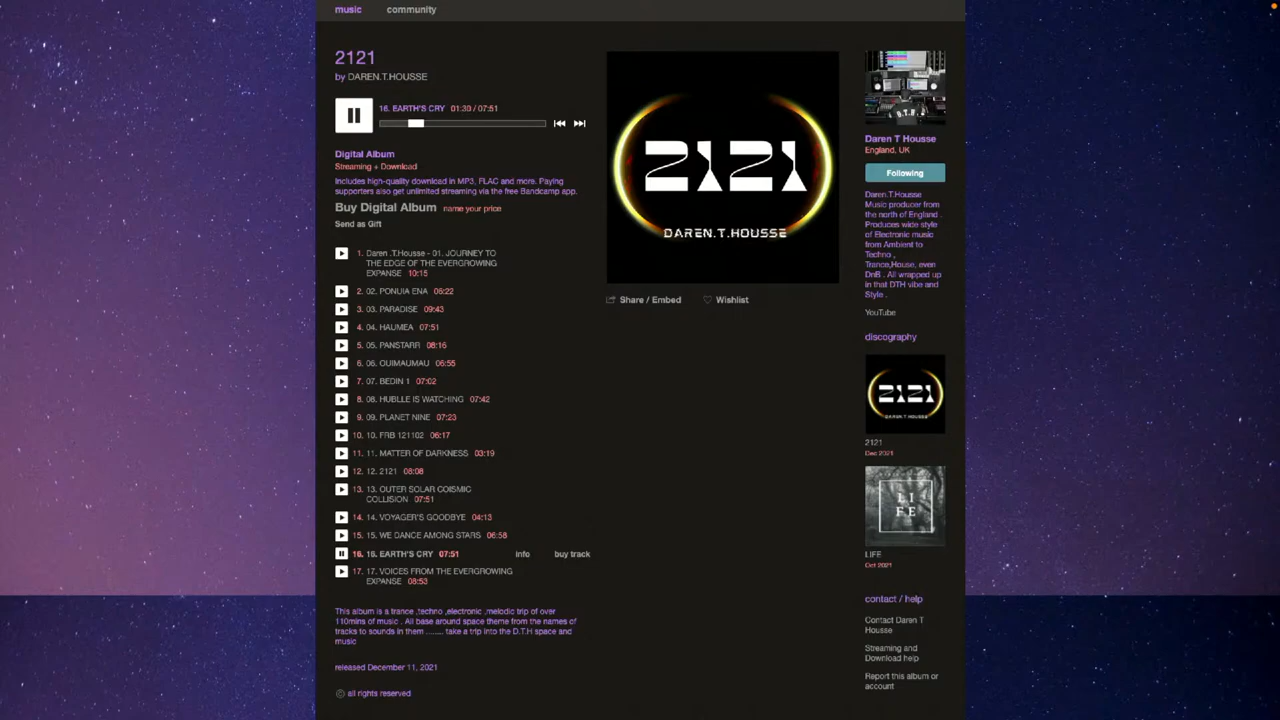 music
community
2121
by DAREN.T.HOUSSE
16. EARTH'S CRY 01:30 / 07:51
Digital Album
Streaming + Download
Includes high-quality download in MP3, FLAC and more. Paying
supporters also get unlimited streaming via the free Bandcamp app.
Buy Digital Album name your price
Send as Gift
1. Daren .T.Housse - 01. JOURNEY TO
THE EDGE OF THE EVERGROWING
EXPANSE 10:15
2. 02. PONUIA ENA 06:22
3. 03. PARADISE 09:43
4. 04. HAUMEA 07:51
5. 05. PANSTARR 08:16
6. 06. OUIMAUMAU 06:55
7. 07. BEDIN 1 07:02
8. 08. HUBLLE IS WATCHING 07:42
9. 09. PLANET NINE 07:23
10. 10. FRB 121102 06:17
11. 11. MATTER OF DARKNESS 03:19
12. 12. 2121 08:08
13. 13. OUTER SOLAR COISMIC
COLLISION 07:51
14. 14. VOYAGER'S GOODBYE 04:13
15. 15. WE DANCE AMONG STARS 06:58
16. 16. EARTH'S CRY 07:51 info buy track
17. 17. VOICES FROM THE EVERGROWING
EXPANSE 08:53
This album is a trance ,techno ,electronic ,melodic trip of over
110mins of music . All base around space theme from the names of
tracks to sounds in them ........ take a trip into the D.T.H space and
music
released December 11, 2021
© all rights reserved
2121
DAREN.T.HOUSSE
Share / Embed
Wishlist
D.T.H
Daren T Housse
England, UK
Following
Daren.T.Housse
Music producer from
the north of England .
Produces wide style
of Electronic music
from Ambient to
Techno ,
Trance,House, even
DnB . All wrapped up
in that DTH vibe and
Style .
YouTube
discography
2121
DAREN.T.HOUSSE
2121
Dec 2021
LI
FE
LIFE
Oct 2021
contact / help
Contact Daren T
Housse
Streaming and
Download help
Report this album or
account